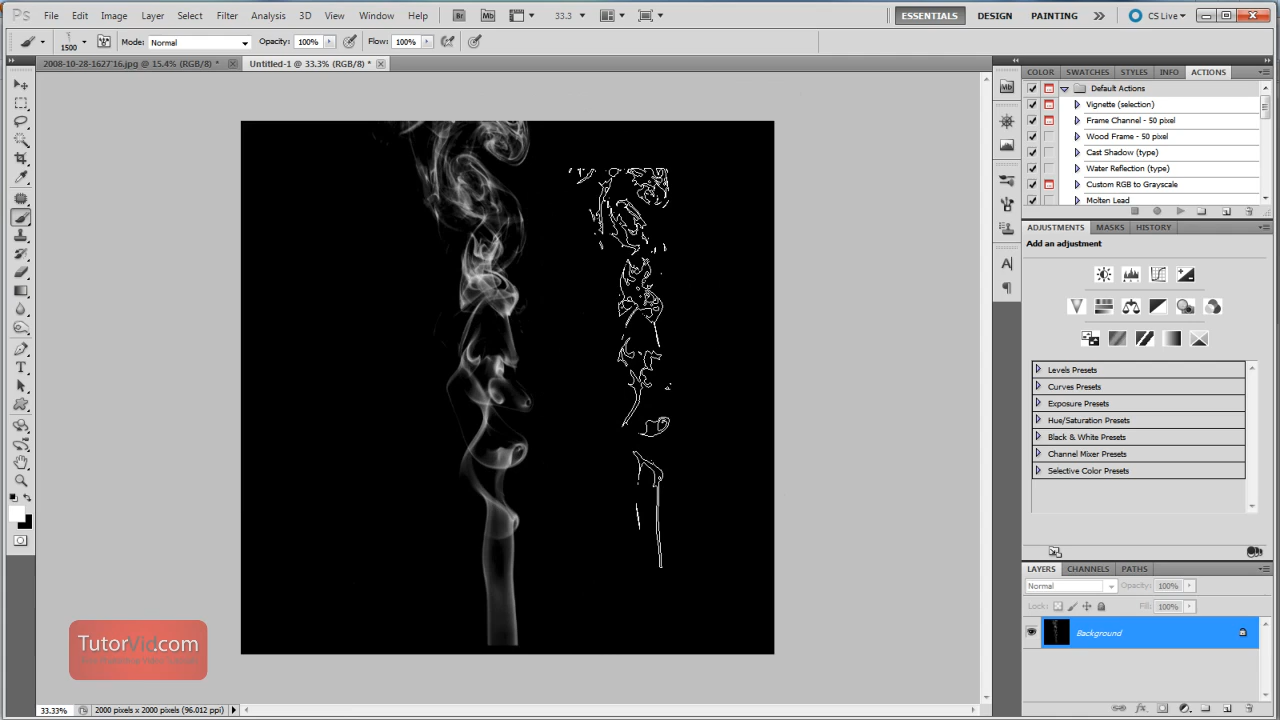 Ps File Edit Image Layer Select Filter Analysis 3D View Window Help Br Mb 33.3 ESSENTIALS DESIGN PAINTING CS Live
1500 Mode: Normal Opacity: 100% Flow: 100%
2008-10-28-1627'16.jpg @ 15.4% (RGB/8) * Untitled-1 @ 33.3% (RGB/8) *
COLOR SWATCHES STYLES INFO ACTIONS
Mb
Default Actions
Vignette (selection)
Frame Channel - 50 pixel
Wood Frame - 50 pixel
Cast Shadow (type)
Water Reflection (type)
Custom RGB to Grayscale
Molten Lead
ADJUSTMENTS MASKS HISTORY
Add an adjustment
Levels Presets
Curves Presets
Exposure Presets
Hue/Saturation Presets
Black & White Presets
Channel Mixer Presets
Selective Color Presets
LAYERS CHANNELS PATHS
Normal Opacity: 100%
Lock: Fill: 100%
Background
TutorVid.com
33.33% 2000 pixels x 2000 pixels (96.012 ppi)